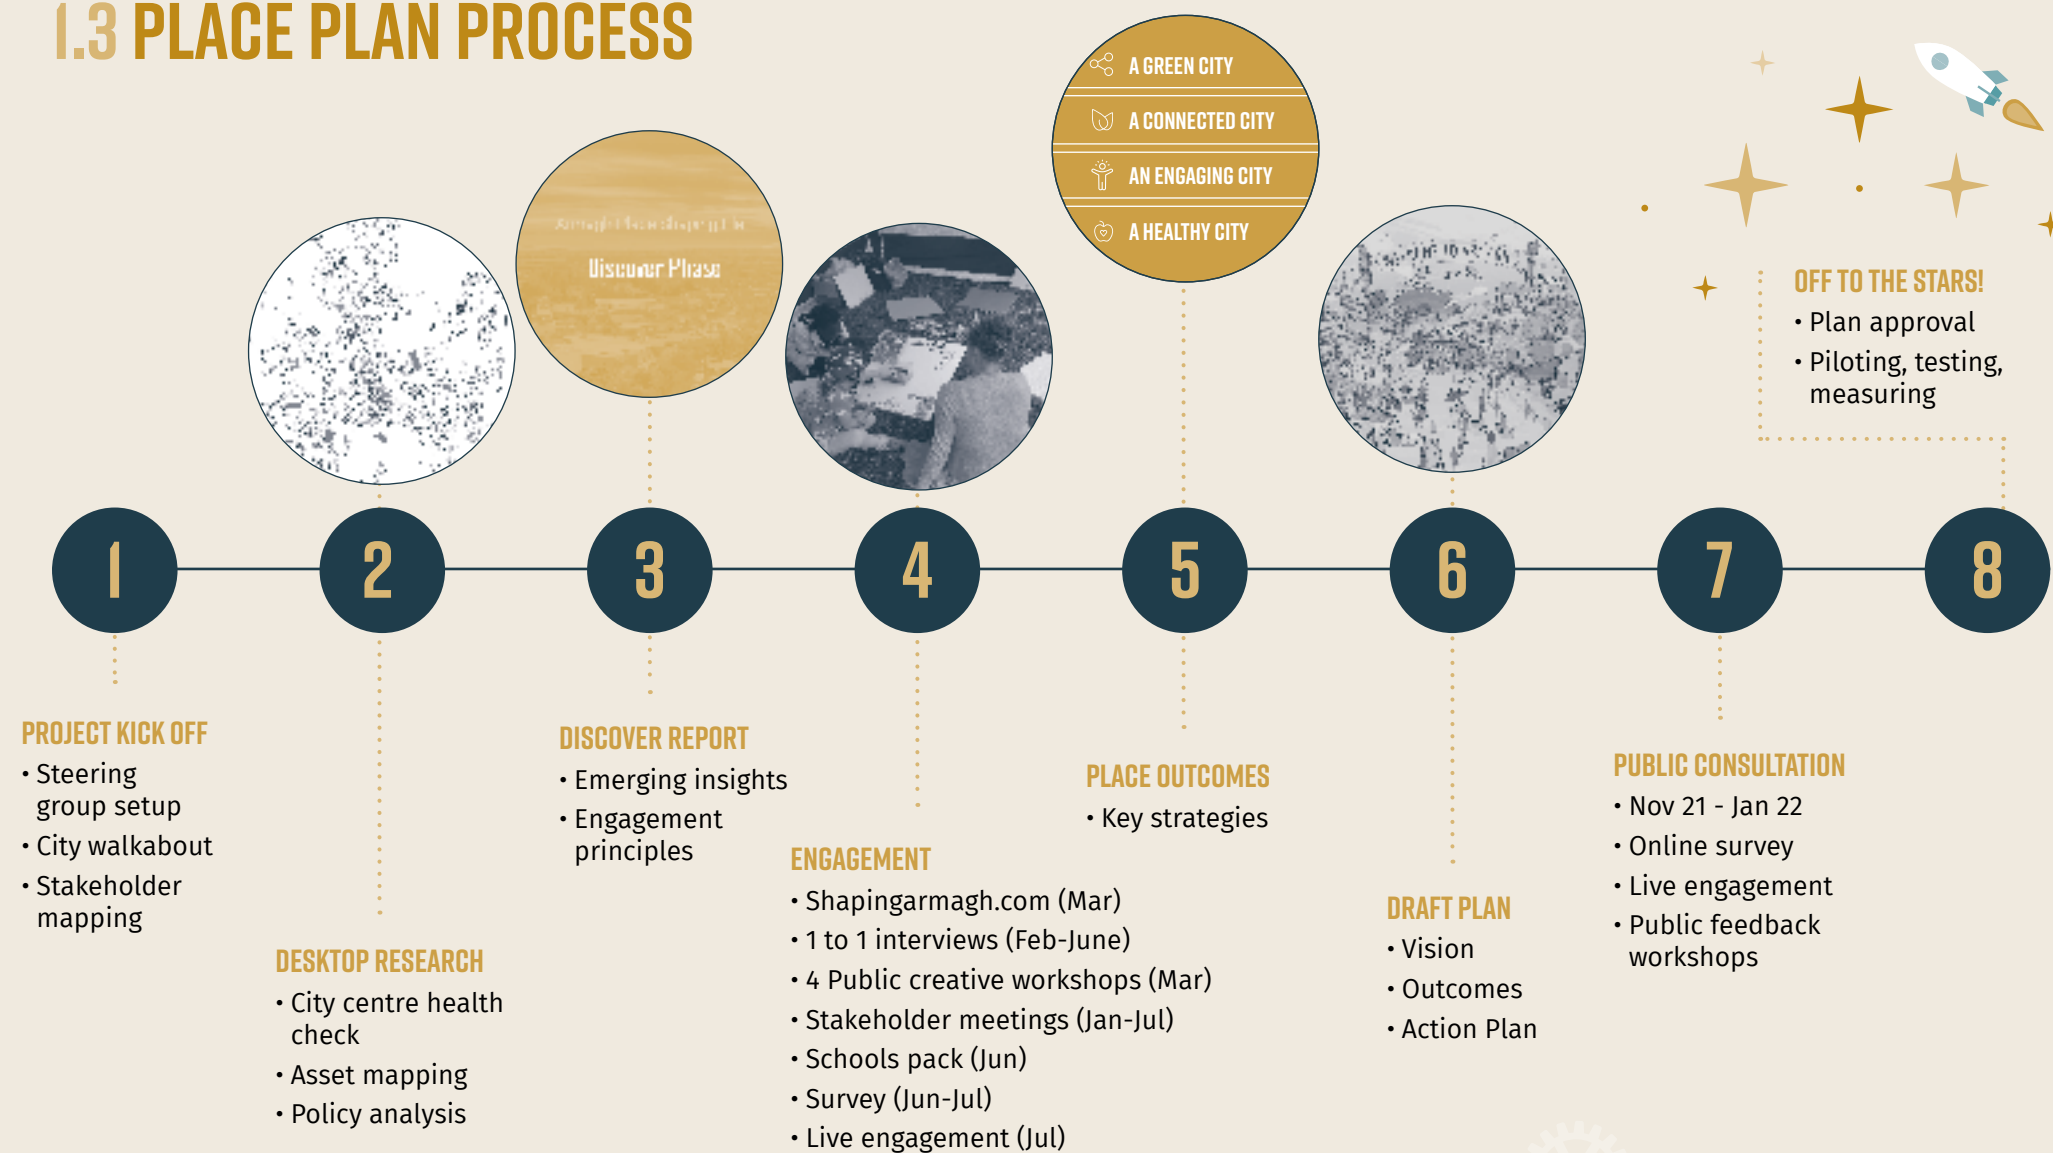 1.3 PLACE PLAN PROCESS
A GREEN CITY
A CONNECTED CITY
AN ENGAGING CITY
A HEALTHY CITY
Discover Phase
OFF TO THE STARS!
• Plan approval
• Piloting, testing,
measuring
1
2
3
4
5
6
7
8
PROJECT KICK OFF
• Steering
group setup
• City walkabout
• Stakeholder
mapping
DESKTOP RESEARCH
• City centre health
check
• Asset mapping
• Policy analysis
DISCOVER REPORT
• Emerging insights
• Engagement
principles
ENGAGEMENT
• Shapingarmagh.com (Mar)
• 1 to 1 interviews (Feb-June)
• 4 Public creative workshops (Mar)
• Stakeholder meetings (Jan-Jul)
• Schools pack (Jun)
• Survey (Jun-Jul)
• Live engagement (Jul)
PLACE OUTCOMES
• Key strategies
DRAFT PLAN
• Vision
• Outcomes
• Action Plan
PUBLIC CONSULTATION
• Nov 21 - Jan 22
• Online survey
• Live engagement
• Public feedback
workshops